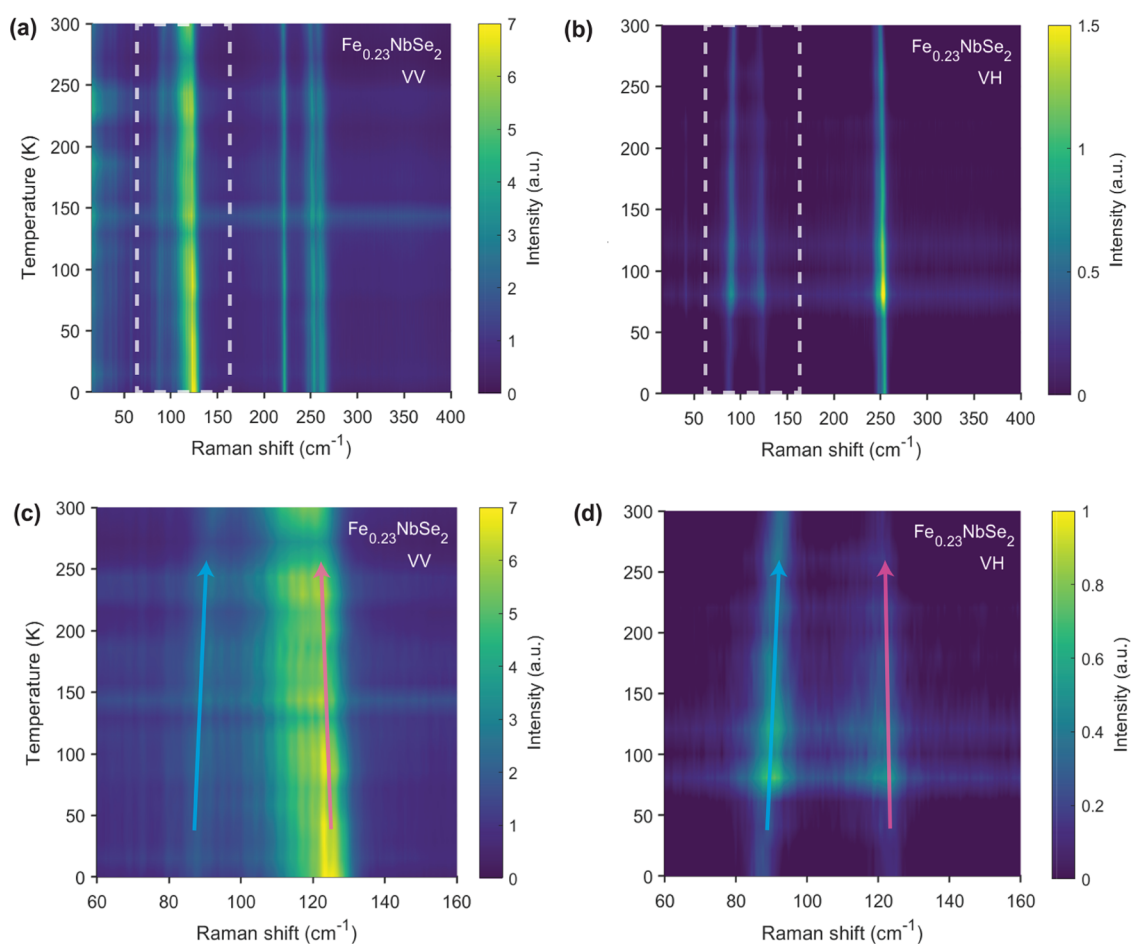 (a)
Fe0.23NbSe2
VV
300
250
200
150
100
50
0
Temperature (K)
50 100 150 200 250 300 350 400
Raman shift (cm-1)
7
6
5
4
3
2
1
0
Intensity (a.u.)
(b)
Fe0.23NbSe2
VH
300
250
200
150
100
50
0
50 100 150 200 250 300 350 400
Raman shift (cm-1)
1.5
1
0.5
0
Intensity (a.u.)
(c)
Fe0.23NbSe2
VV
300
250
200
150
100
50
0
Temperature (K)
60 80 100 120 140 160
Raman shift (cm-1)
7
6
5
4
3
2
1
0
Intensity (a.u.)
(d)
Fe0.23NbSe2
VH
300
250
200
150
100
50
0
60 80 100 120 140 160
Raman shift (cm-1)
1
0.8
0.6
0.4
0.2
0
Intensity (a.u.)